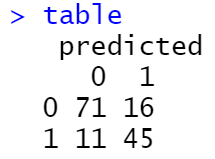 > table
predicted
0 1
0 71 16
1 11 45